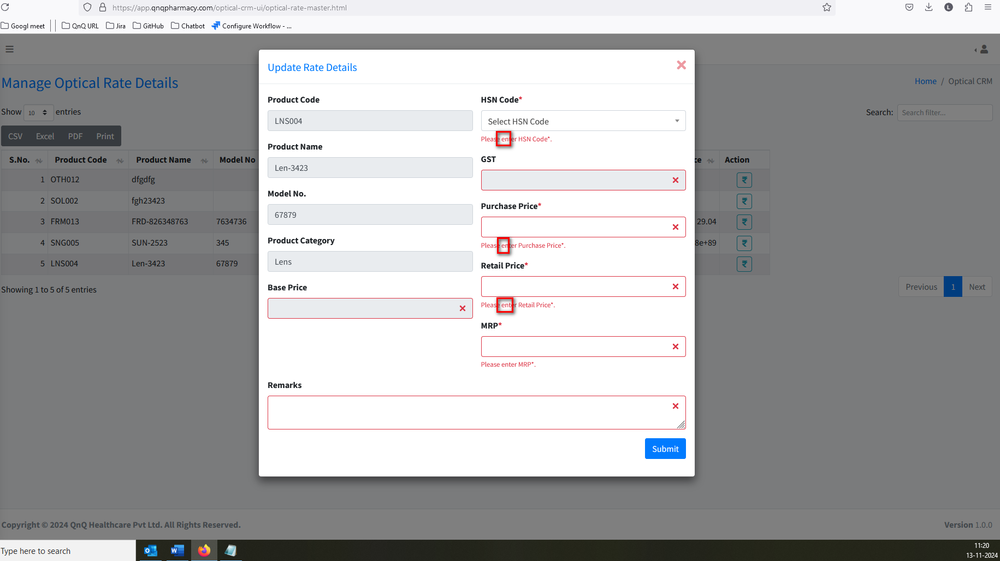 https://app.qnqpharmacy.com/optical-crm-ui/optical-rate-master.html
L
Googl meet
QnQ URL
Jira
GitHub
Chatbot
Configure Workflow - ...
Manage Optical Rate Details
Home / Optical CRM
Show 10 entries
Search: Search filter...
CSV Excel PDF Print
S.No. Product Code Product Name Model No ce Action
1 OTH012 dfgdfg ₹
2 SOL002 fgh23423 ₹
3 FRM013 FRD-826348763 7634736 29.04 ₹
4 SNG005 SUN-2523 345 8e+89 ₹
5 LNS004 Len-3423 67879 ₹
Showing 1 to 5 of 5 entries
Previous 1 Next
Update Rate Details
Product Code
LNS004
Product Name
Len-3423
Model No.
67879
Product Category
Lens
Base Price
HSN Code*
Select HSN Code
Please enter HSN Code*.
GST
Purchase Price*
Please enter Purchase Price*.
Retail Price*
Please enter Retail Price*.
MRP*
Please enter MRP*.
Remarks
Submit
Copyright © 2024 QnQ Healthcare Pvt Ltd. All Rights Reserved.
Version 1.0.0
Type here to search
11:20
13-11-2024